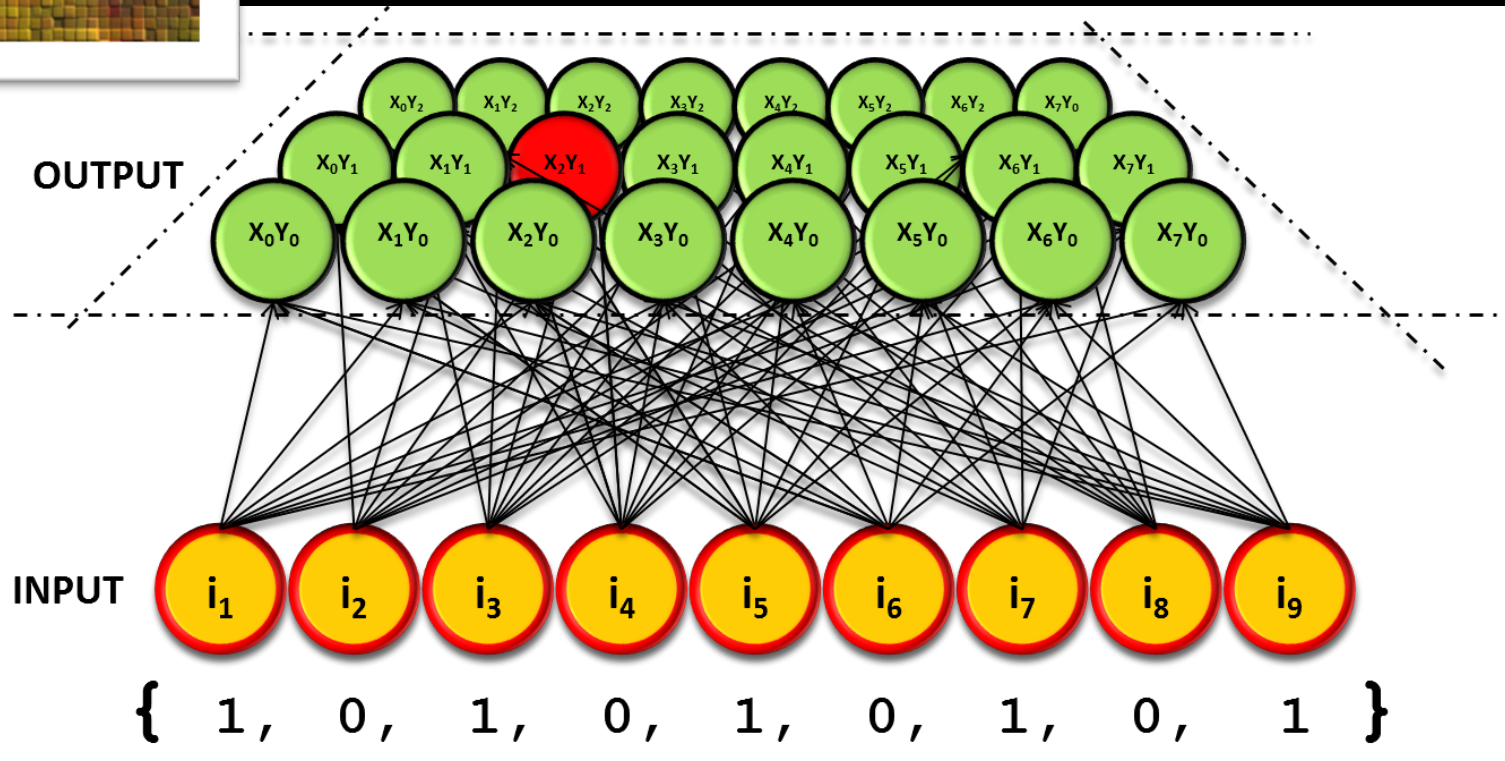 X₀Y₂ X₁Y₂ X₂Y₂ X₃Y₂ X₄Y₂ X₅Y₂ X₆Y₂ X₇Y₀
OUTPUT X₀Y₁ X₁Y₁ X₂Y₁ X₃Y₁ X₄Y₁ X₅Y₁ X₆Y₁ X₇Y₁
X₀Y₀ X₁Y₀ X₂Y₀ X₃Y₀ X₄Y₀ X₅Y₀ X₆Y₀ X₇Y₀
INPUT i₁ i₂ i₃ i₄ i₅ i₆ i₇ i₈ i₉
{ 1, 0, 1, 0, 1, 0, 1, 0, 1 }